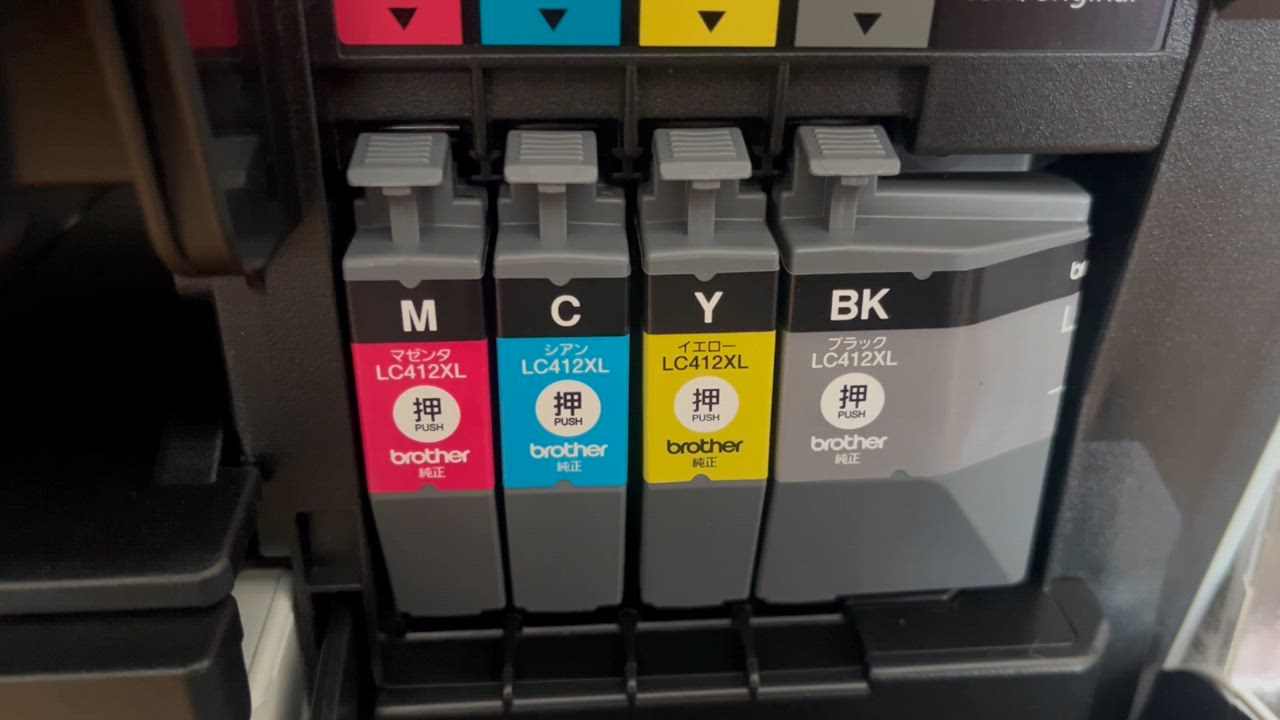 M
マゼンタ
LC412XL
押
PUSH
brother
純正
C
シアン
LC412XL
押
PUSH
brother
純正
Y
イエロー
LC412XL
押
PUSH
brother
純正
BK
ブラック
LC412XL
押
PUSH
brother
純正